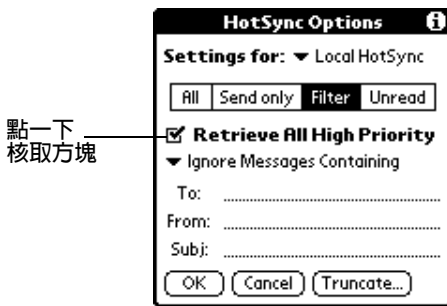 HotSync Options
Settings for: Local HotSync
All Send only Filter Unread
點一下
核取方塊
Retrieve All High Priority
Ignore Messages Containing
To:
From:
Subj:
OK Cancel Truncate...